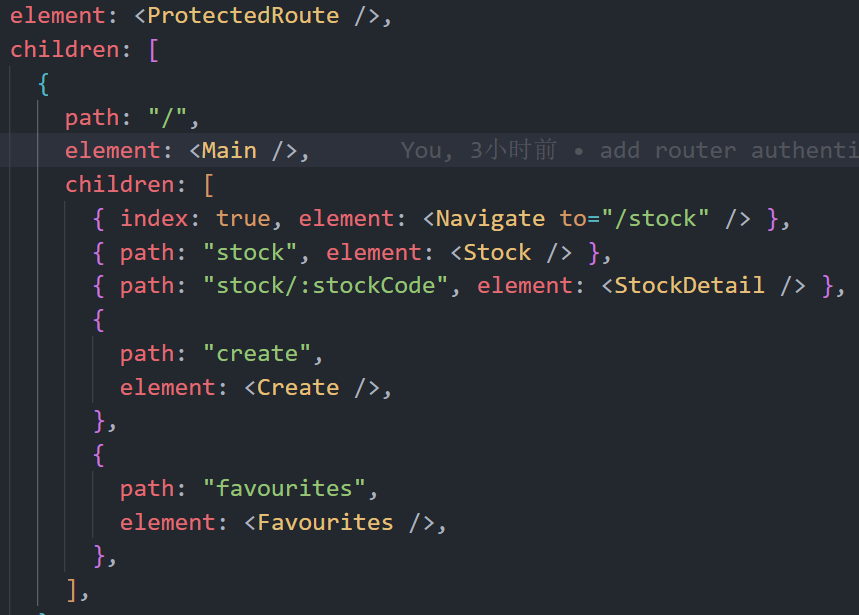 element: <ProtectedRoute />,
children: [
{
path: "/",
element: <Main />, You, 3小时前 • add router authenti
children: [
{ index: true, element: <Navigate to="/stock" /> },
{ path: "stock", element: <Stock /> },
{ path: "stock/:stockCode", element: <StockDetail /> },
{
path: "create",
element: <Create />,
},
{
path: "favourites",
element: <Favourites />,
},
],